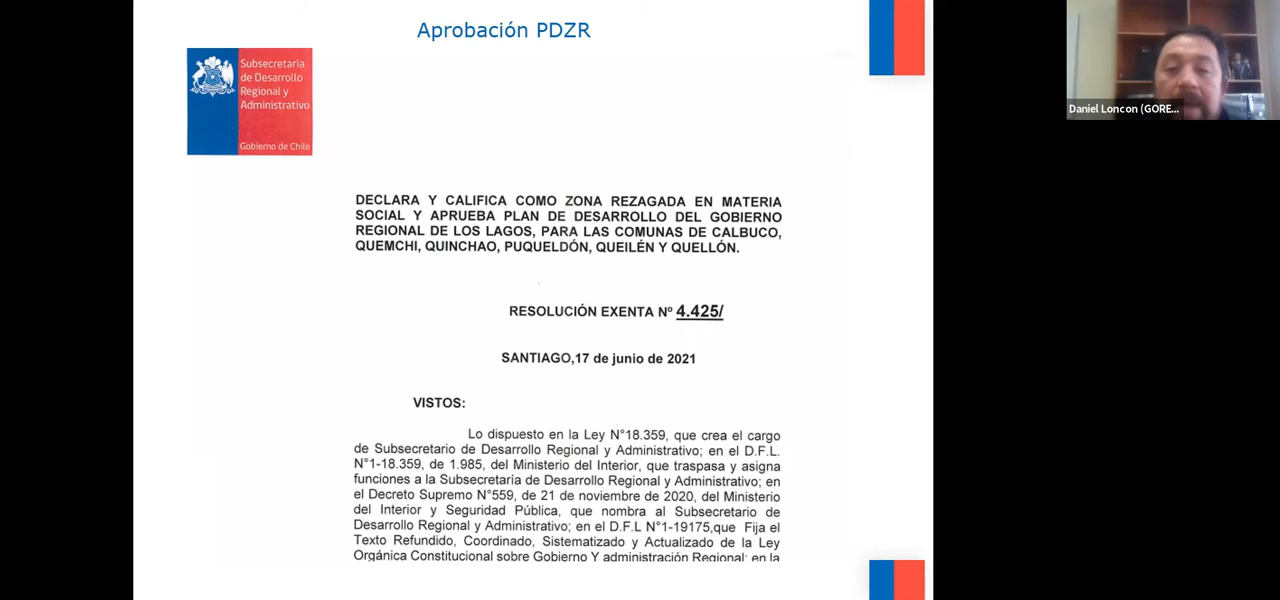 Aprobación PDZR
Subsecretaría
de Desarrollo
Regional y
Administrativo
Gobierno de Chile
DECLARA Y CALIFICA COMO ZONA REZAGADA EN MATERIA
SOCIAL Y APRUEBA PLAN DE DESARROLLO DEL GOBIERNO
REGIONAL DE LOS LAGOS, PARA LAS COMUNAS DE CALBUCO,
QUEMCHI, QUINCHAO, PUQUELDÓN, QUEILÉN Y QUELLÓN.
RESOLUCIÓN EXENTA Nº 4.425/
SANTIAGO,17 de junio de 2021
VISTOS:
Lo dispuesto en la Ley N°18.359, que crea el cargo
de Subsecretario de Desarrollo Regional y Administrativo; en el D.F.L.
N°1-18.359, de 1.985, del Ministerio del Interior, que traspasa y asigna
funciones a la Subsecretaría de Desarrollo Regional y Administrativo; en
el Decreto Supremo N°559, de 21 de noviembre de 2020, del Ministerio
del Interior y Seguridad Pública, que nombra al Subsecretario de
Desarrollo Regional y Administrativo; en el D.F.L N°1-19175,que Fija el
Texto Refundido, Coordinado, Sistematizado y Actualizado de la Ley
Orgánica Constitucional sobre Gobierno Y administración Regional; en la
Daniel Loncon (GORE...